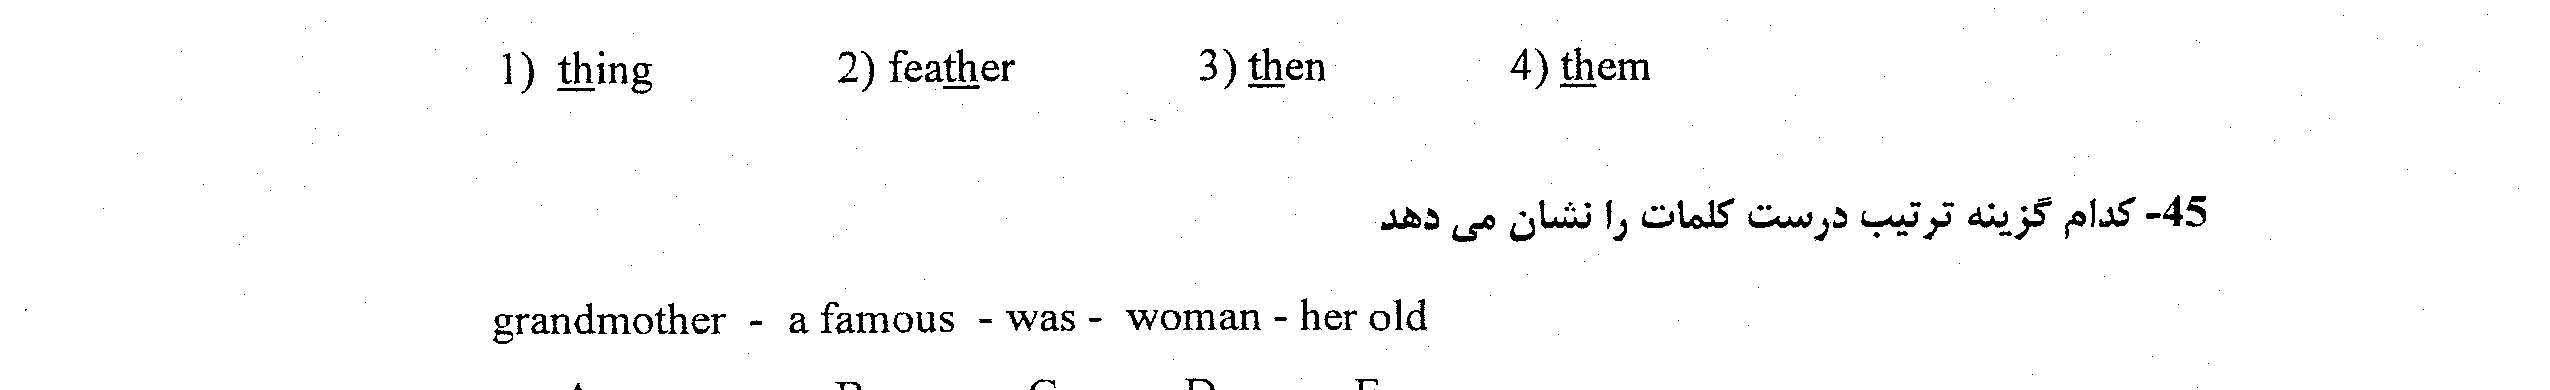 1) thing 2) feather 3) then 4) them
45- کدام گزینه ترتیب درست کلمات را نشان می دهد
grandmother - a famous - was - woman - her old